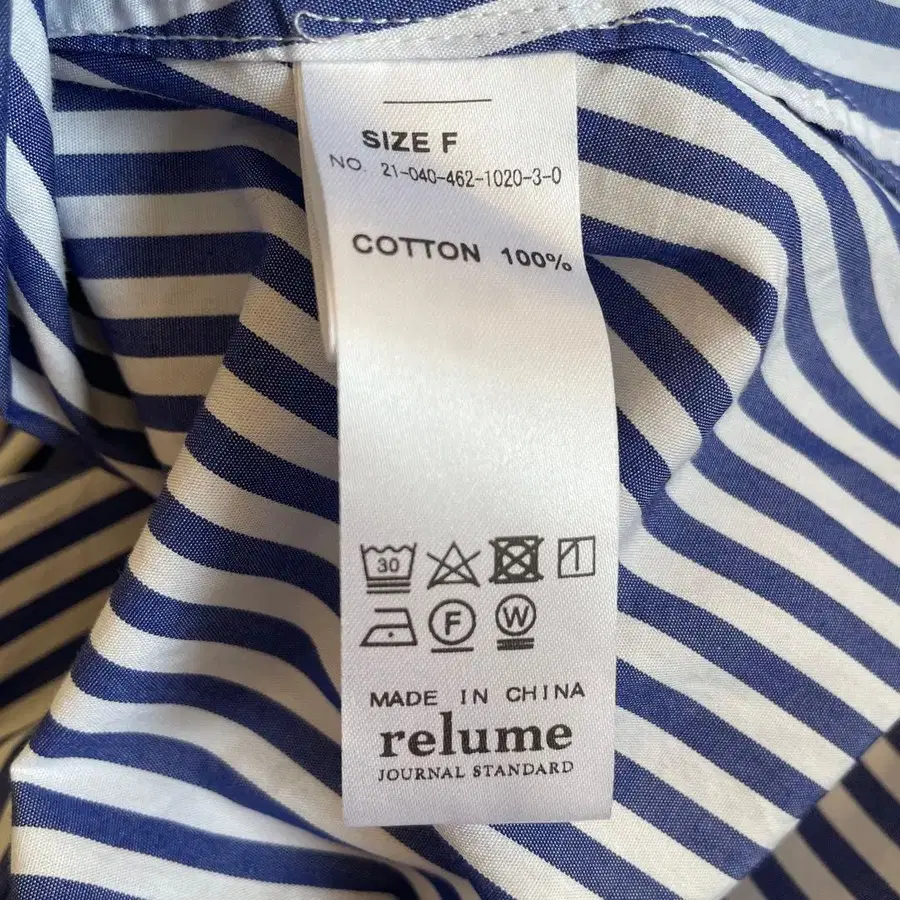 SIZE F
NO. 21-040-462-1020-3-0
COTTON 100%
30
F W
MADE IN CHINA
relume
JOURNAL STANDARD